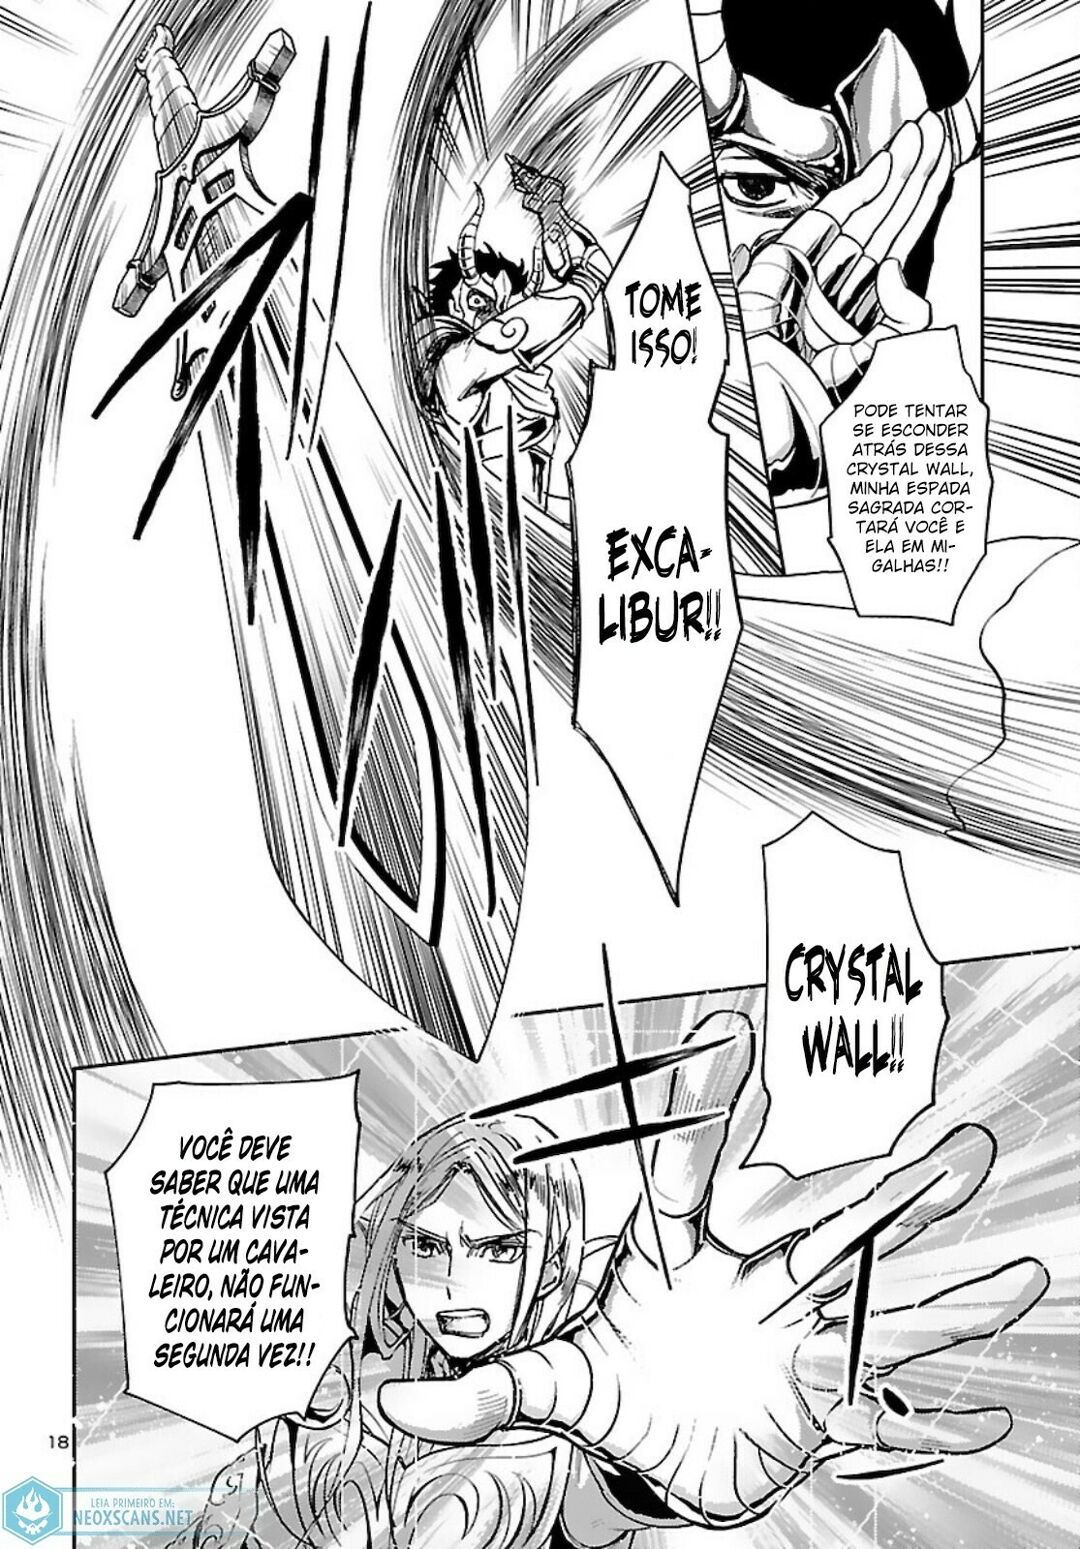 PODE TENTAR
SE ESCONDER
ATRÁS DESSA
CRYSTAL WALL,
MINHA ESPADA
SAGRADA COR-
TARÁ VOCÊ E
ELA EM MI-
GALHAS!!
TOME
ISSO!
EXCA-
LIBUR!!
CRYSTAL
WALL!!
VOCÊ DEVE
SABER QUE UMA
TÉCNICA VISTA
POR UM CAVA-
LEIRO, NÃO FUN-
CIONARÁ UMA
SEGUNDA VEZ!!
18
LEIA PRIMEIRO EM:
NEOXSCANS.NET